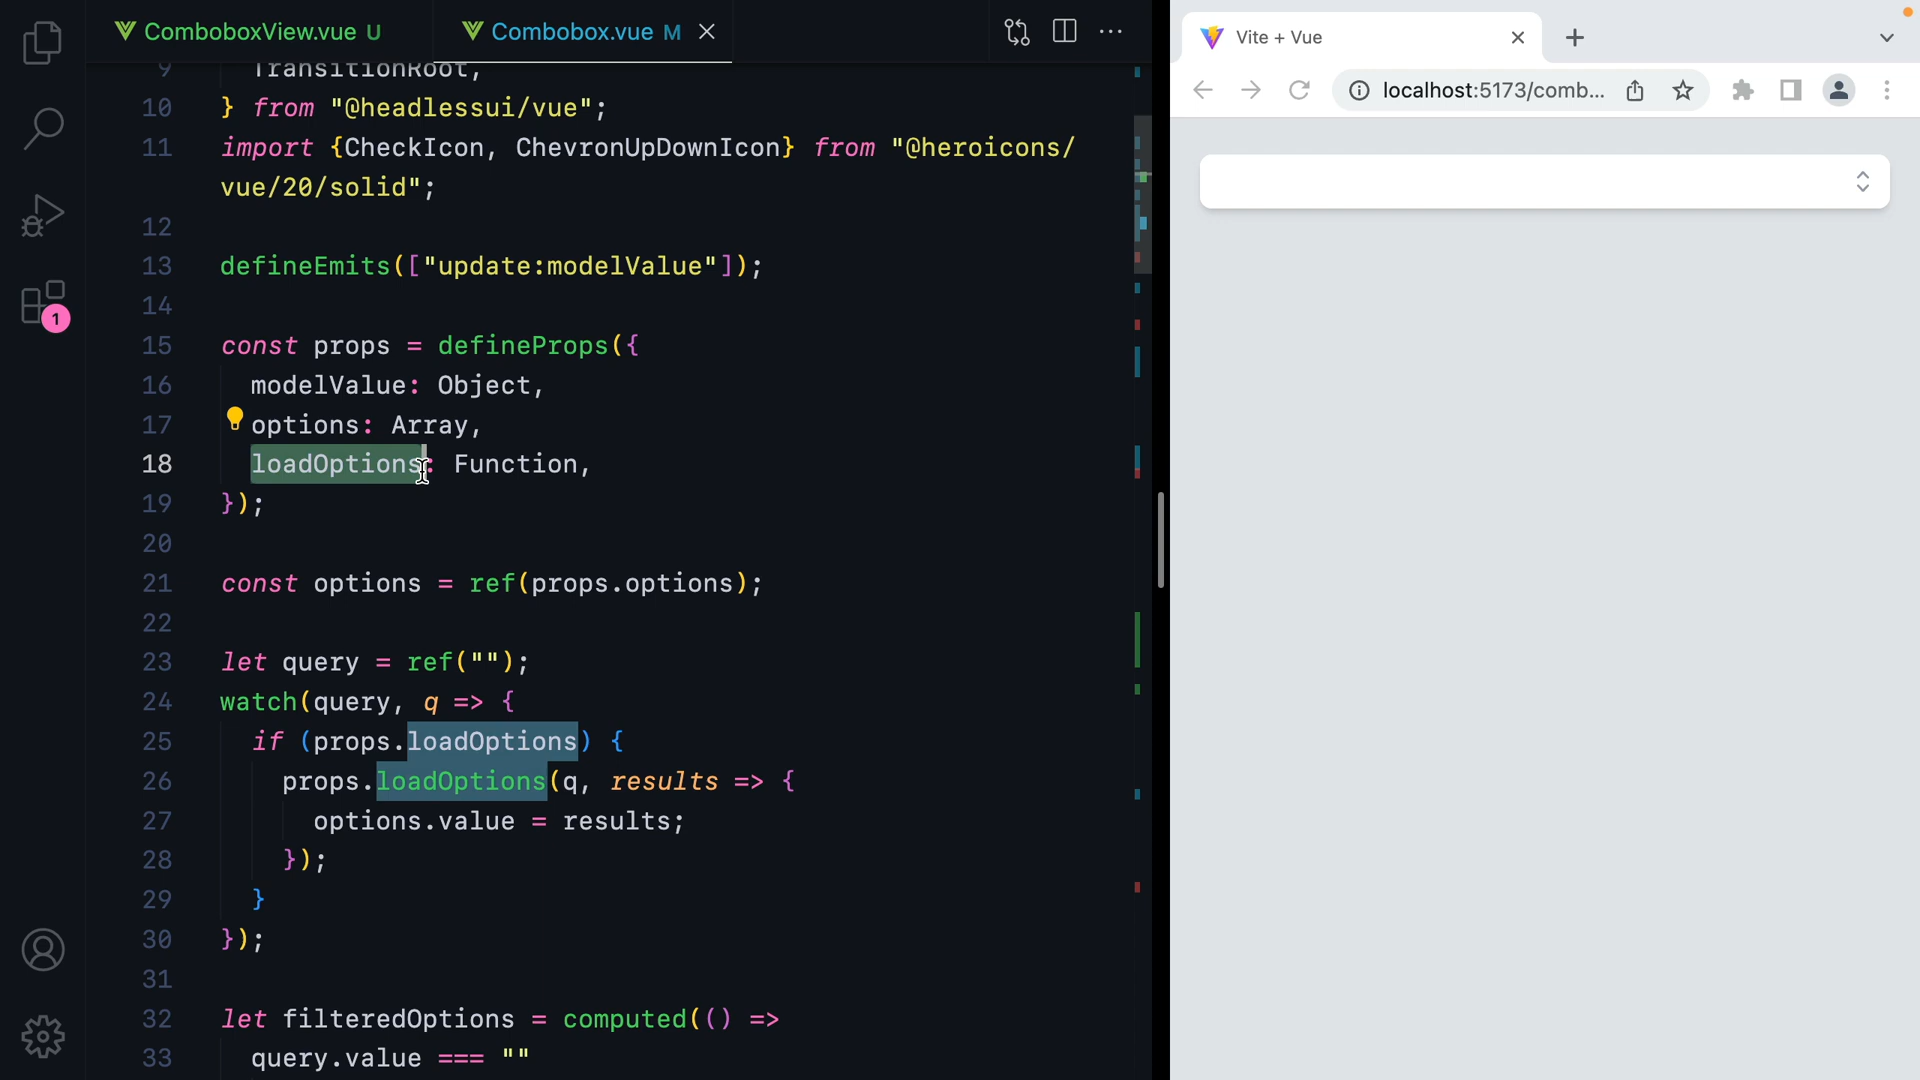 ComboboxView.vue U
Combobox.vue M
Vite + Vue
localhost:5173/comb...
1
9 TransitionRoot,
10 } from "@headlessui/vue";
11 import {CheckIcon, ChevronUpDownIcon} from "@heroicons/
vue/20/solid";
12
13 defineEmits(["update:modelValue"]);
14
15 const props = defineProps({
16 modelValue: Object,
17 options: Array,
18 loadOptions: Function,
19 });
20
21 const options = ref(props.options);
22
23 let query = ref("");
24 watch(query, q => {
25 if (props.loadOptions) {
26 props.loadOptions(q, results => {
27 options.value = results;
28 });
29 }
30 });
31
32 let filteredOptions = computed(() =>
33 query.value === ""